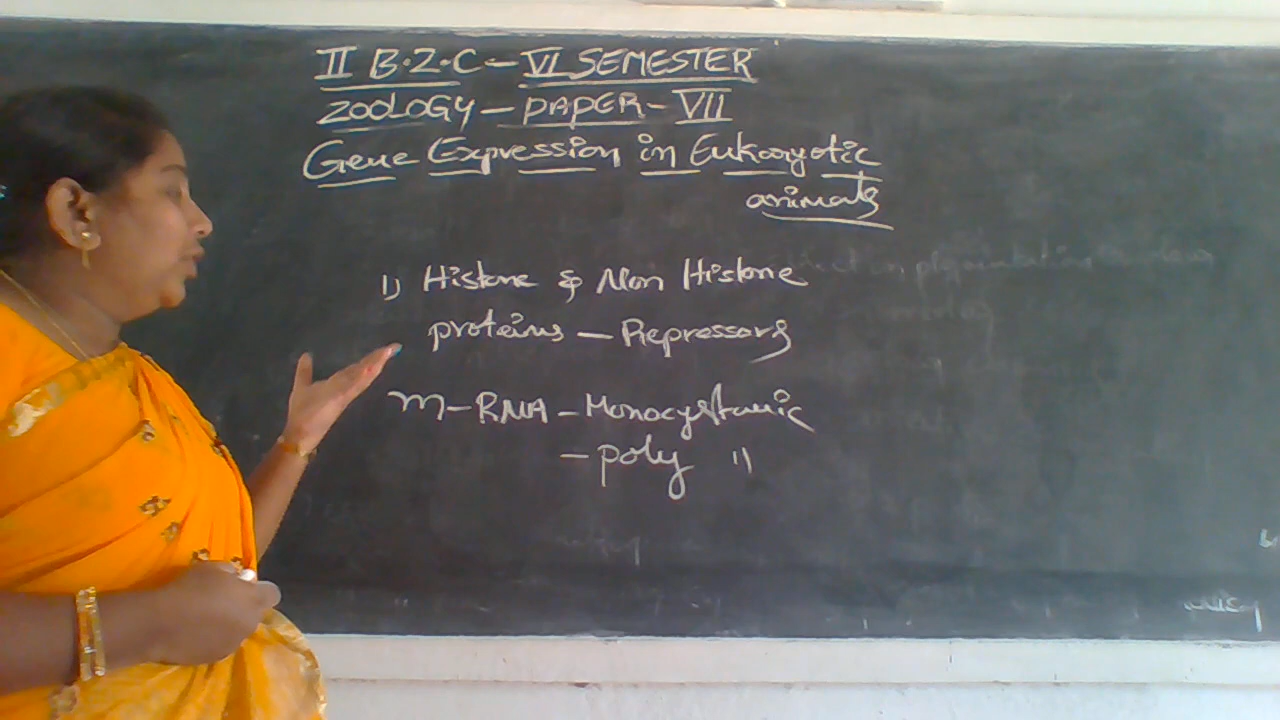 II B.Z.C - VI SEMESTER
ZOOLOGY - PAPER - VII
Gene Expression in Eukaryotic
animals
1) Histone & Non Histone
proteins - Repressors
m-RNA - Monocystronic
- poly "